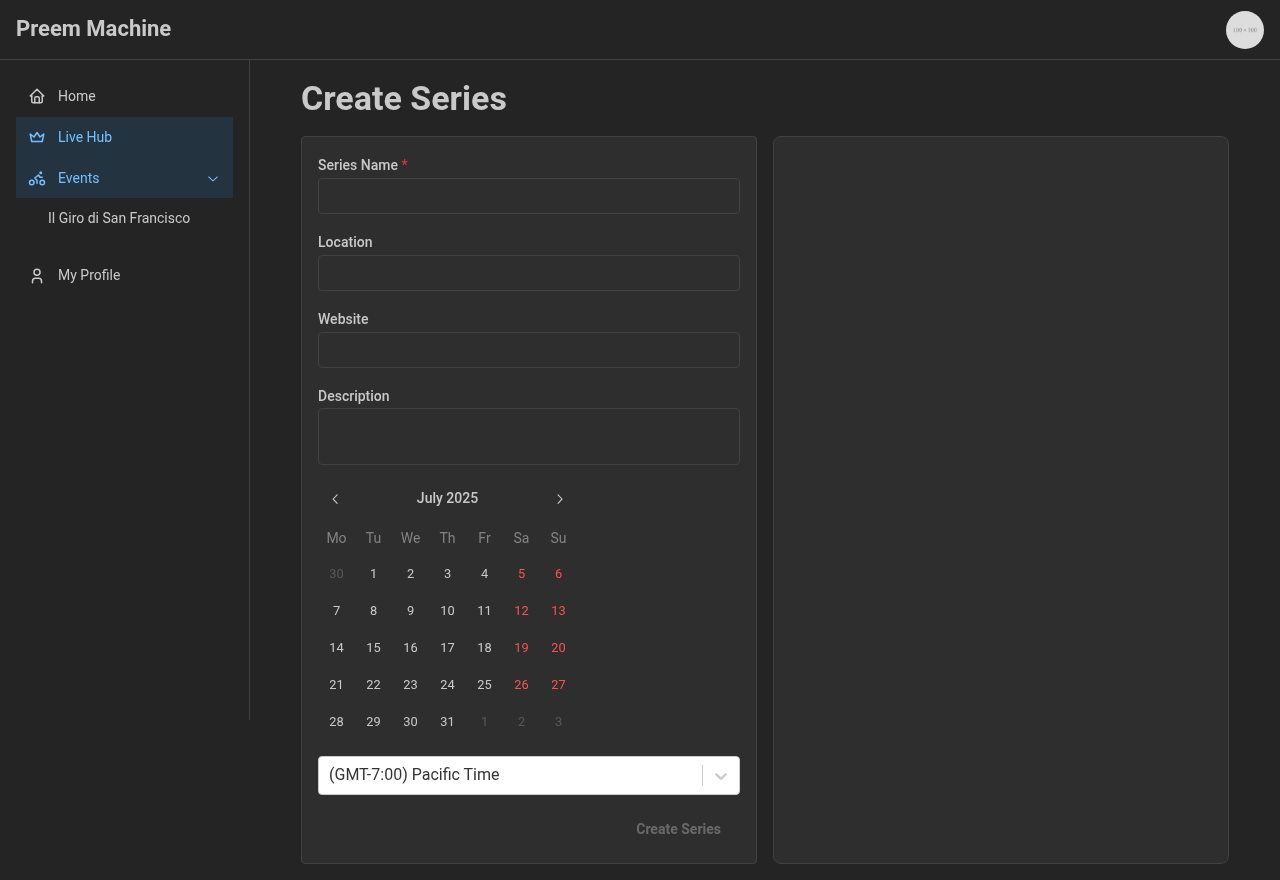 Preem Machine
Home
Live Hub
Events
Il Giro di San Francisco
My Profile
Create Series
Series Name *
Location
Website
Description
July 2025
Mo Tu We Th Fr Sa Su
30 1 2 3 4 5 6
7 8 9 10 11 12 13
14 15 16 17 18 19 20
21 22 23 24 25 26 27
28 29 30 31 1 2 3
(GMT-7:00) Pacific Time
Create Series